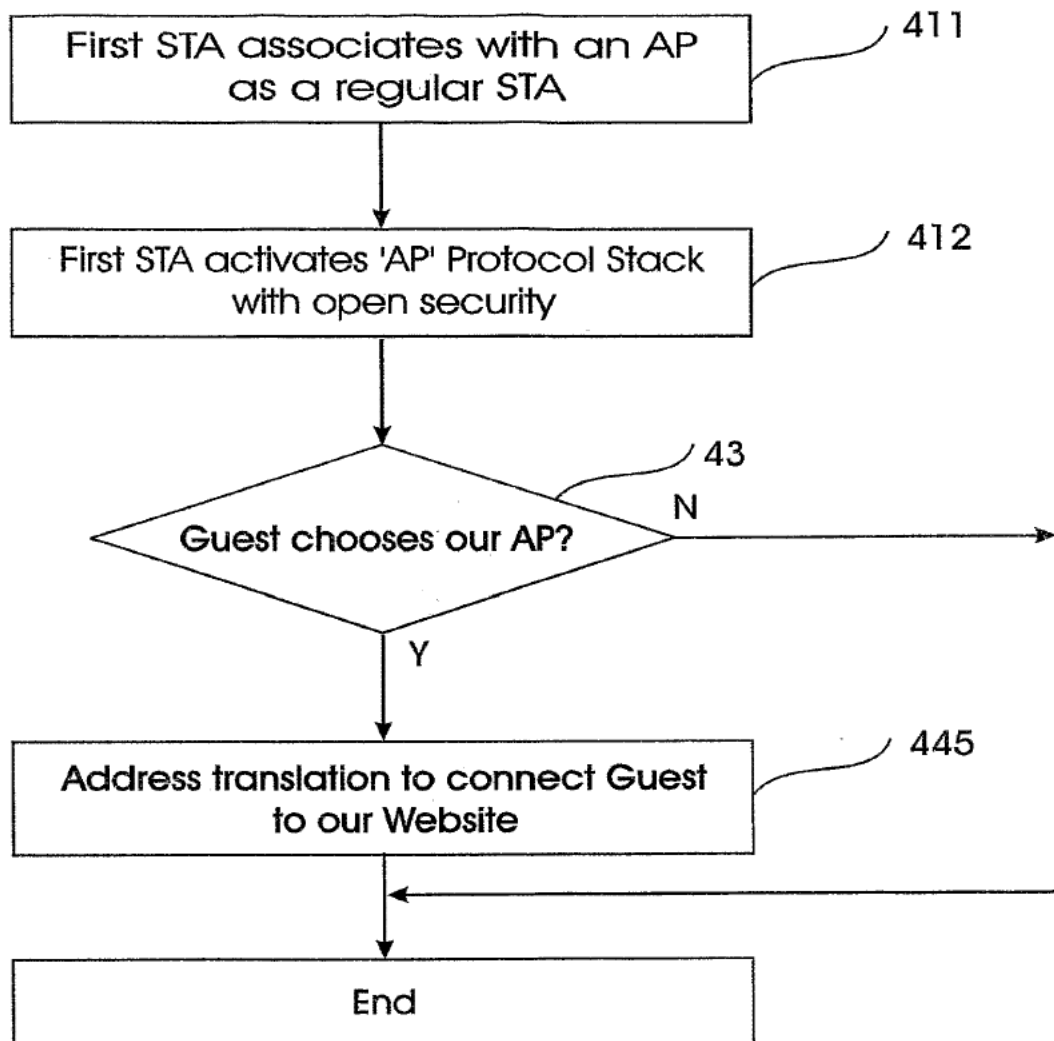 First STA associates with an AP
as a regular STA
411
First STA activates 'AP' Protocol Stack
with open security
412
Guest chooses our AP?
43
N
Y
Address translation to connect Guest
to our Website
445
End